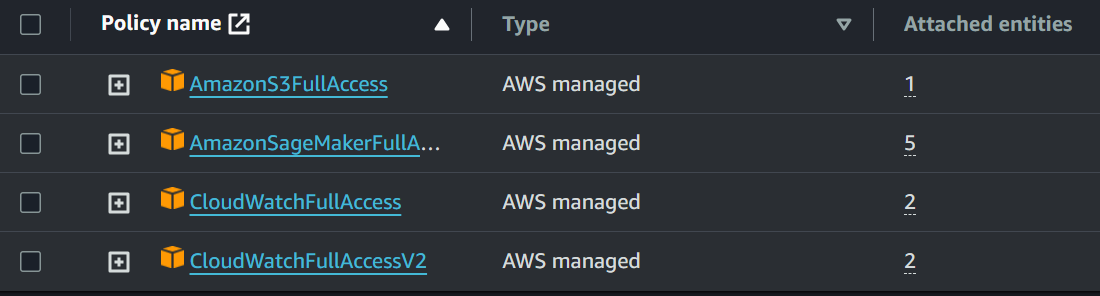 Policy name Type Attached entities
AmazonS3FullAccess AWS managed 1
AmazonSageMakerFullA... AWS managed 5
CloudWatchFullAccess AWS managed 2
CloudWatchFullAccessV2 AWS managed 2